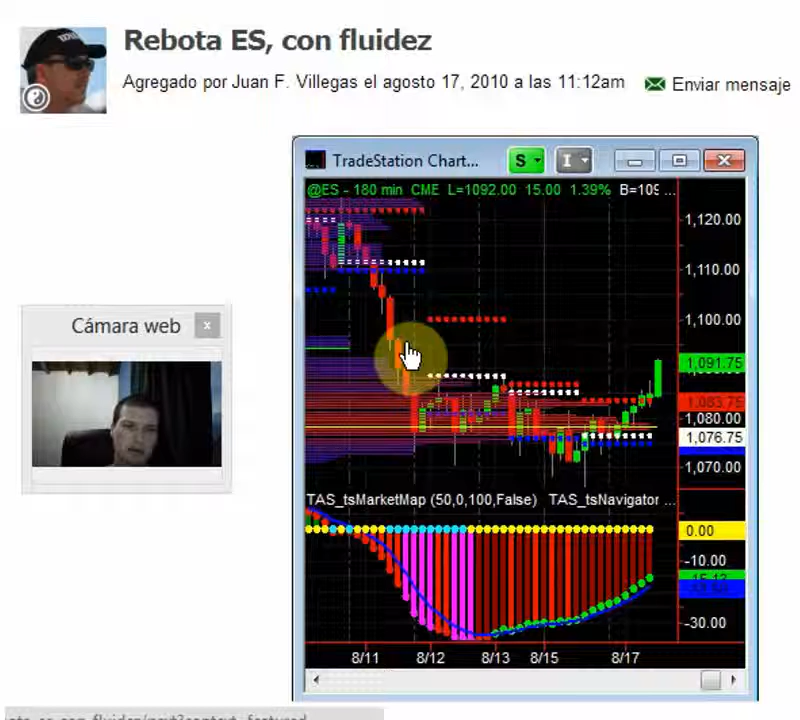 Rebota ES, con fluidez
Agregado por Juan F. Villegas el agosto 17, 2010 a las 11:12am
Enviar mensaje
TradeStation Chart...
S
I
@ES - 180 min CME L=1092.00 15.00 1.39% B=109 ...
1,120.00
1,110.00
1,100.00
1,091.75
1,083.75
1,080.00
1,076.75
1,070.00
Cámara web
x
TAS_tsMarketMap (50,0,100,False) TAS_tsNavigator ...
0.00
-10.00
-30.00
8/11 8/12 8/13 8/15 8/17